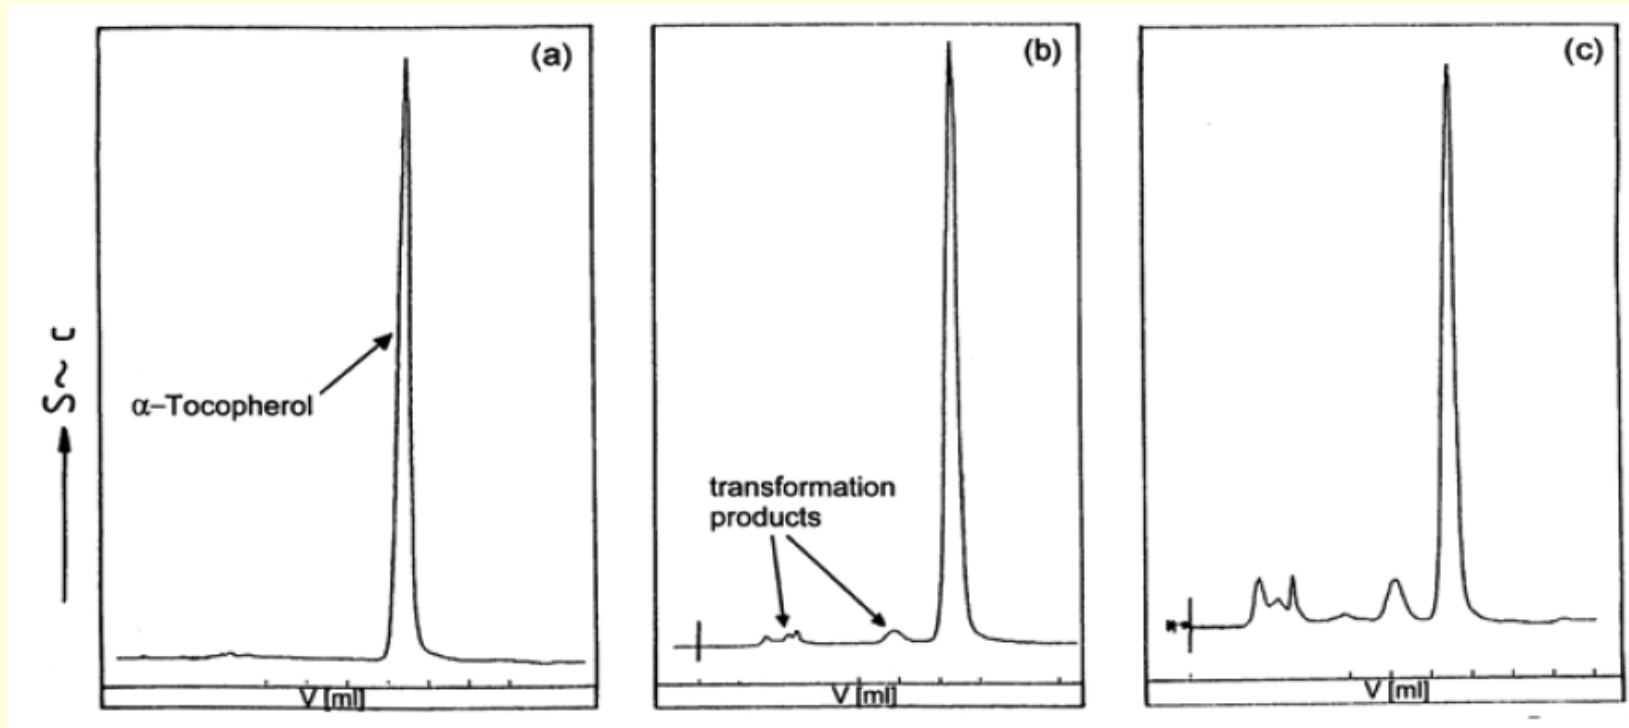 (a)
(b)
(c)
S ~ c
α–Tocopherol
transformation
products
V [ml]
V [ml]
V [ml]